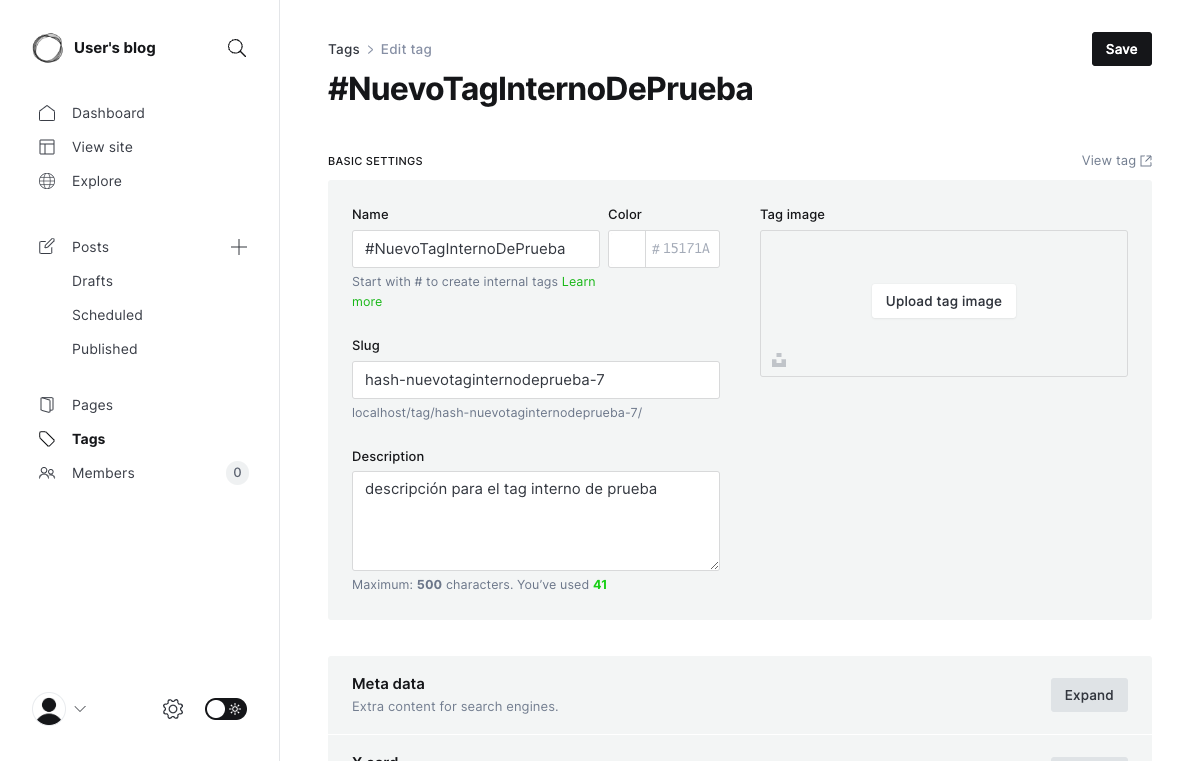 User's blog
Dashboard
View site
Explore
Posts
Drafts
Scheduled
Published
Pages
Tags
Members
0
Tags > Edit tag
Save
#NuevoTagInternoDePrueba
BASIC SETTINGS
View tag
Name
#NuevoTagInternoDePrueba
Start with # to create internal tags Learn
more
Color
# 15171A
Slug
hash-nuevotaginternodeprueba-7
localhost/tag/hash-nuevotaginternodeprueba-7/
Description
descripción para el tag interno de prueba
Maximum: 500 characters. You’ve used 41
Tag image
Upload tag image
Meta data
Extra content for search engines.
Expand
X card